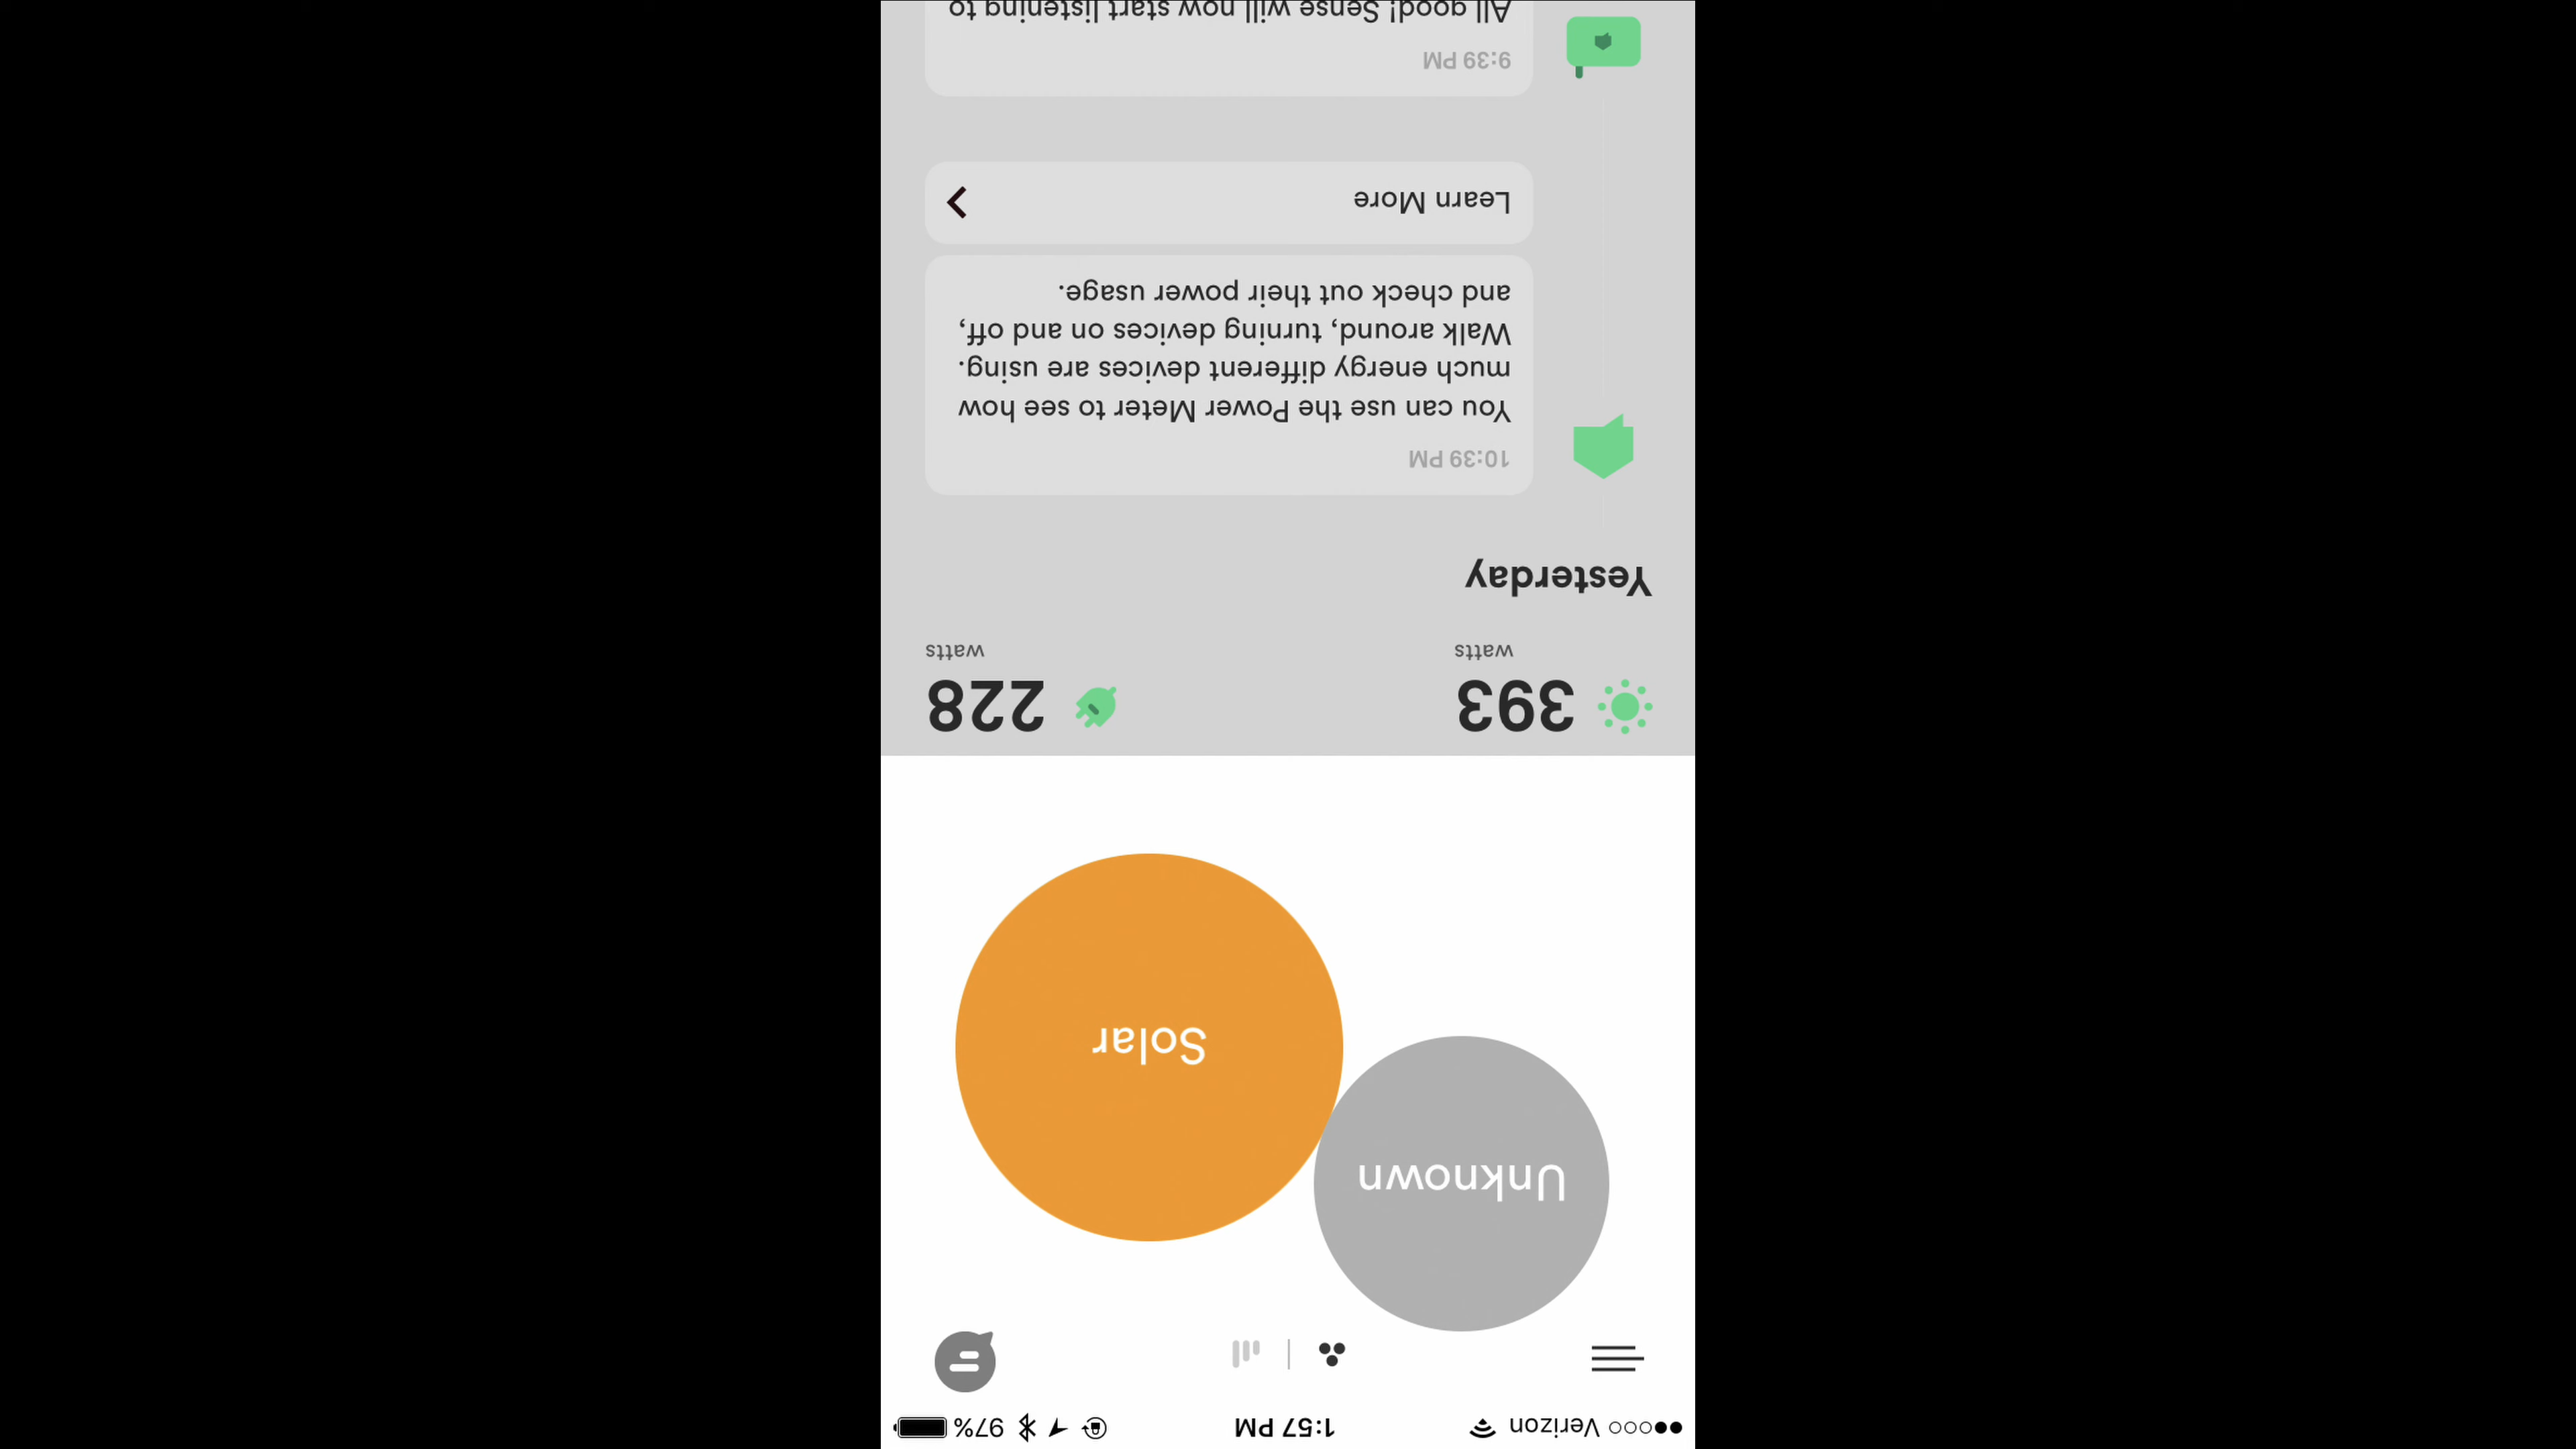 Verizon 1:57 PM 97%
Unknown
Solar
393 228
watts watts
Yesterday
10:39 PM
You can use the Power Meter to see how
much energy different devices are using.
Walk around, turning devices on and off,
and check out their power usage.
Learn More
9:39 PM
All good! Sense will now start listening to